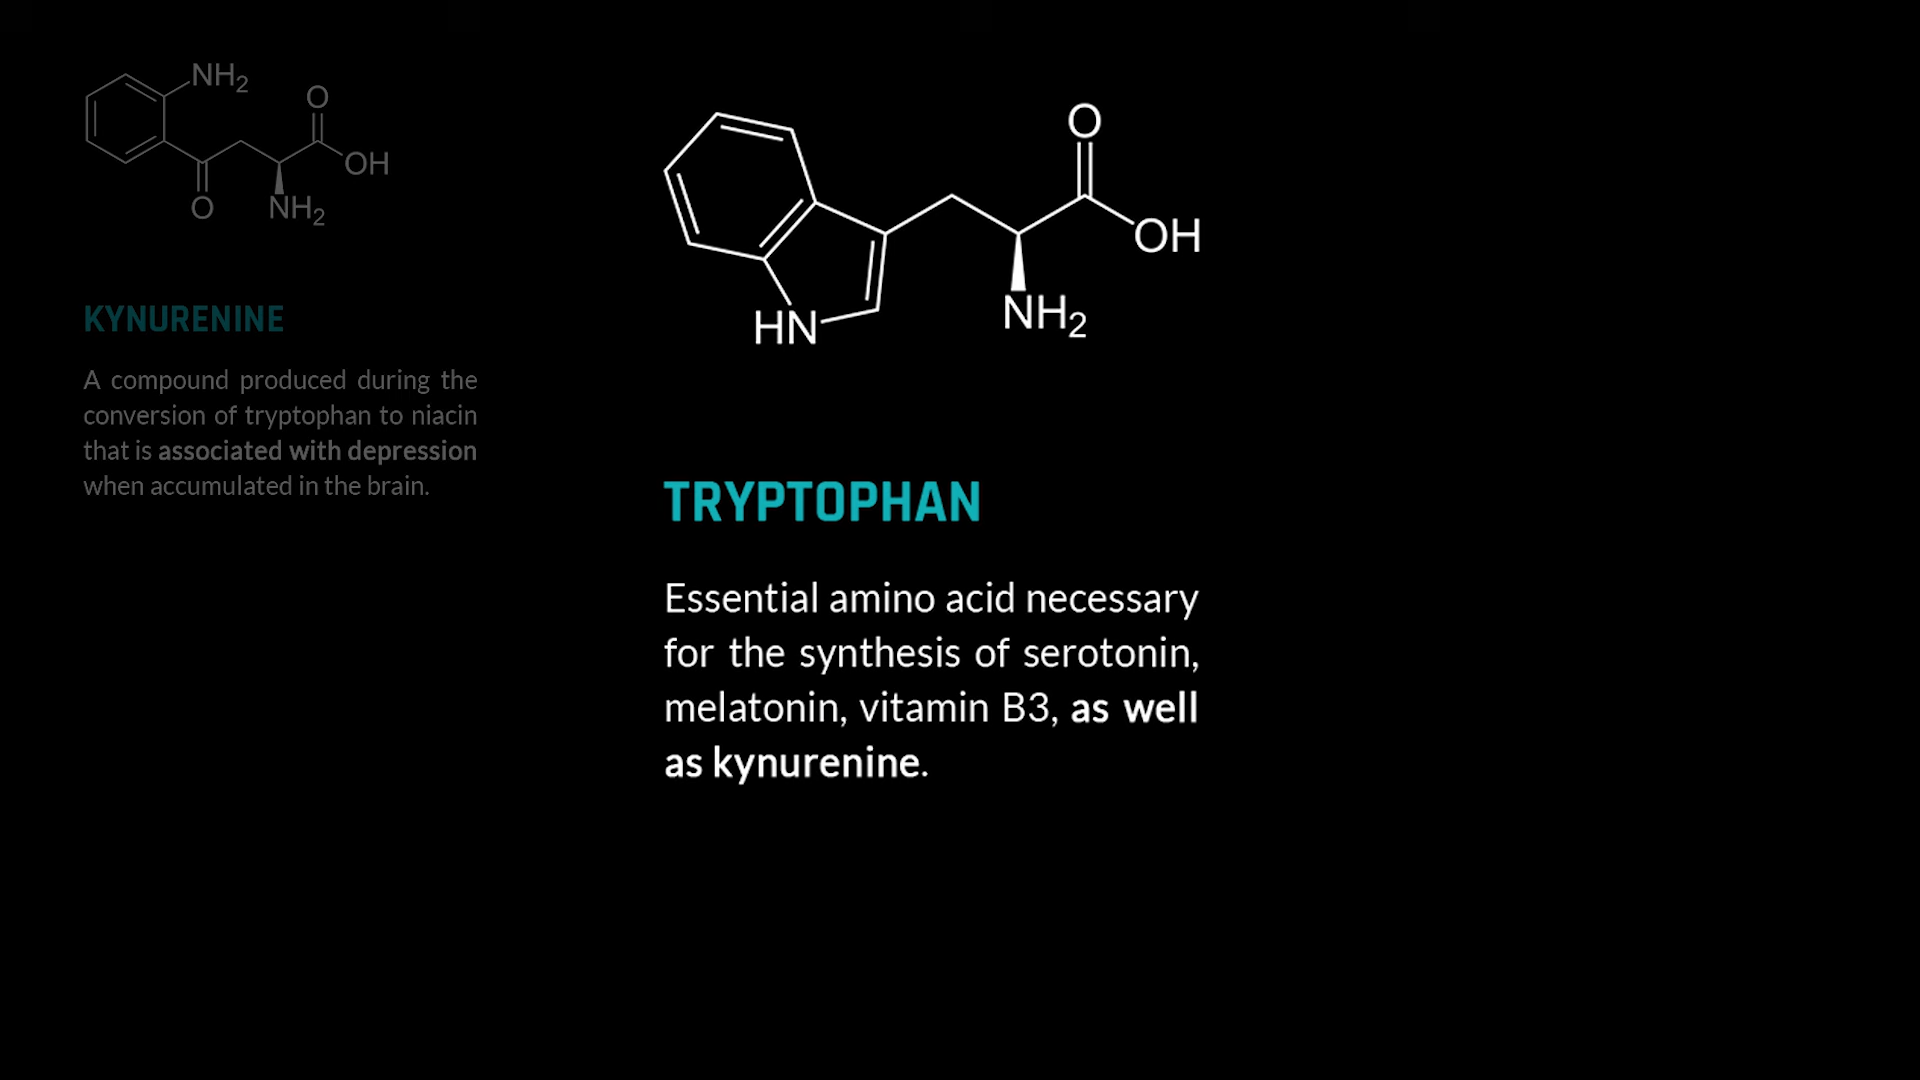 NH2
O
OH
O
NH2
KYNURENINE
A compound produced during the
conversion of tryptophan to niacin
that is associated with depression
when accumulated in the brain.
O
OH
NH2
HN
TRYPTOPHAN
Essential amino acid necessary
for the synthesis of serotonin,
melatonin, vitamin B3, as well
as kynurenine.